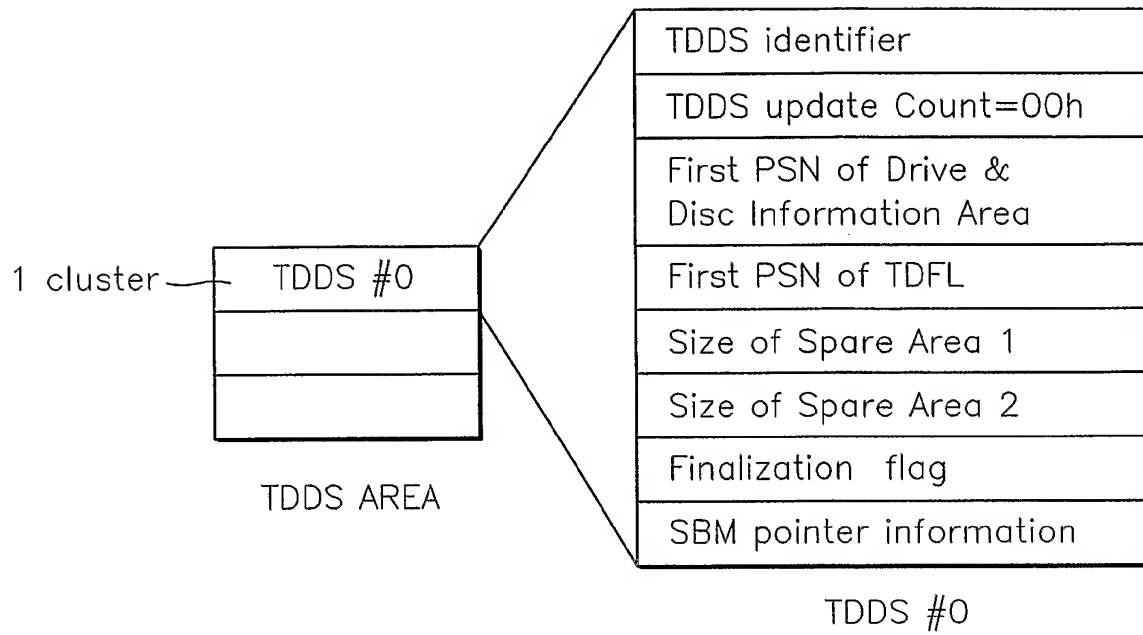 1 cluster
TDDS #0
TDDS AREA
TDDS identifier
TDDS update Count=00h
First PSN of Drive &
Disc Information Area
First PSN of TDFL
Size of Spare Area 1
Size of Spare Area 2
Finalization flag
SBM pointer information
TDDS #0